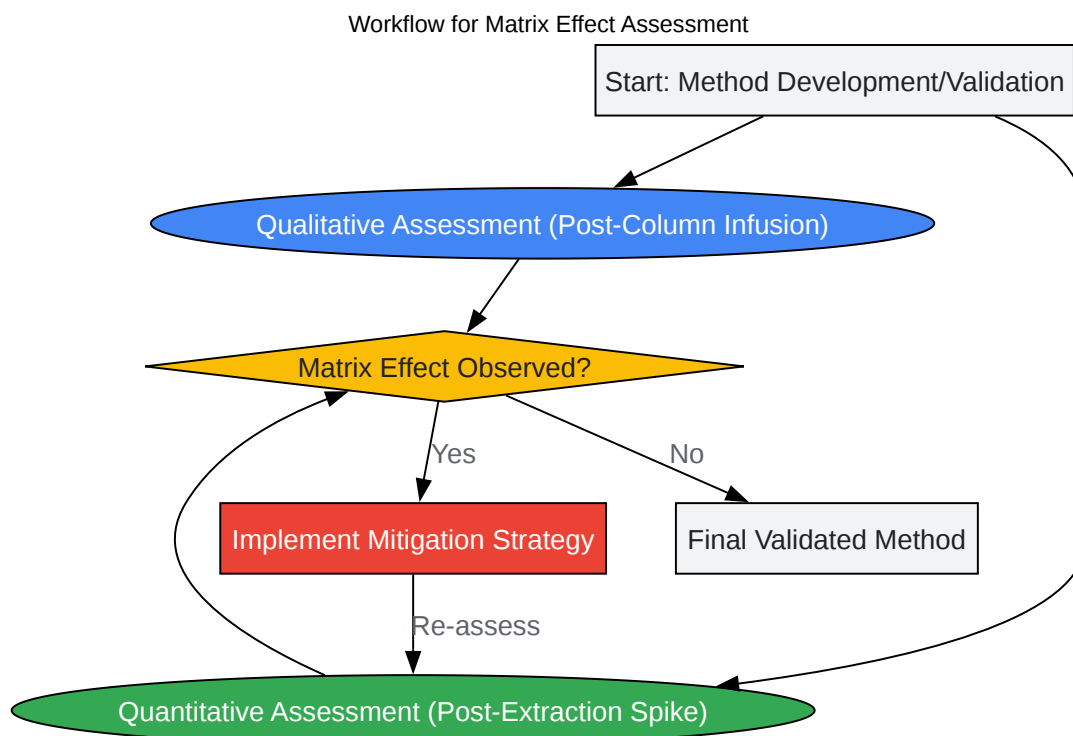 Workflow for Matrix Effect Assessment
Start: Method Development/Validation
Qualitative Assessment (Post-Column Infusion)
Matrix Effect Observed?
Yes
No
Implement Mitigation Strategy
Final Validated Method
Re-assess
Quantitative Assessment (Post-Extraction Spike)